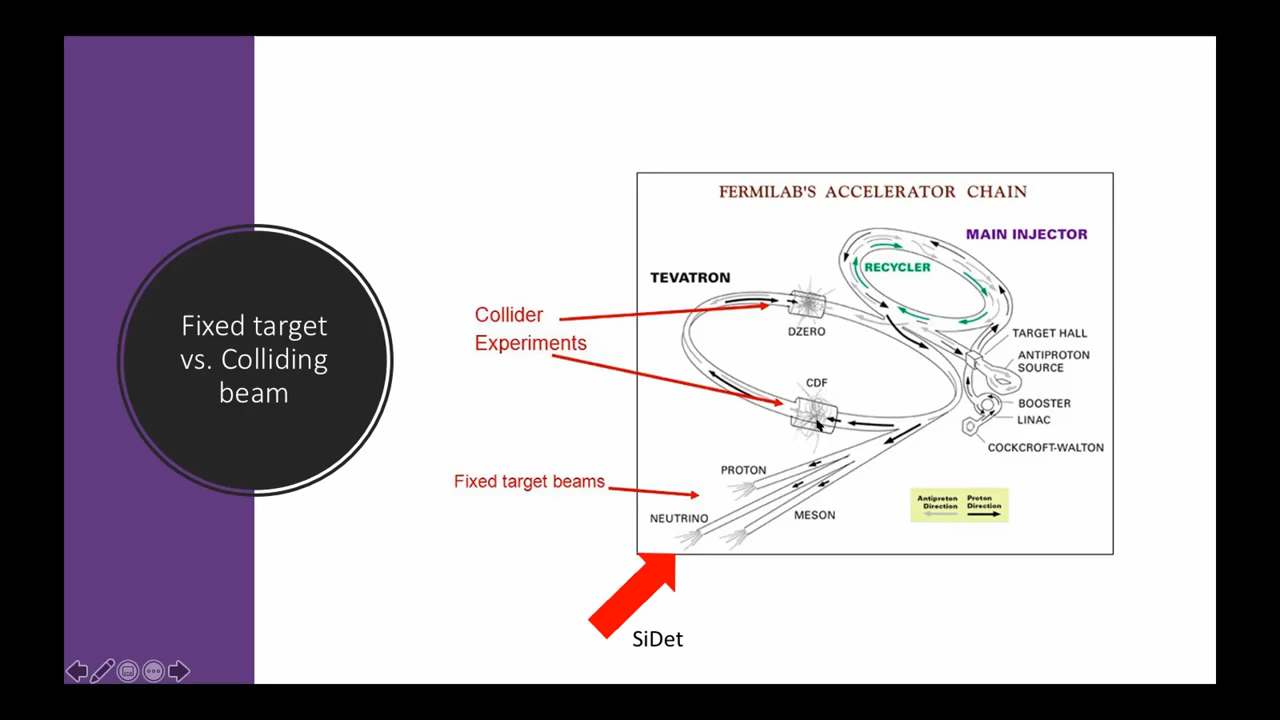 Fixed target
vs. Colliding
beam
FERMILAB'S ACCELERATOR CHAIN
MAIN INJECTOR
RECYCLER
TEVATRON
Collider
Experiments
DZERO
TARGET HALL
ANTIPROTON
SOURCE
CDF
BOOSTER
LINAC
COCKCROFT-WALTON
PROTON
Fixed target beams
NEUTRINO
MESON
Antiproton
Direction
Proton
Direction
SiDet